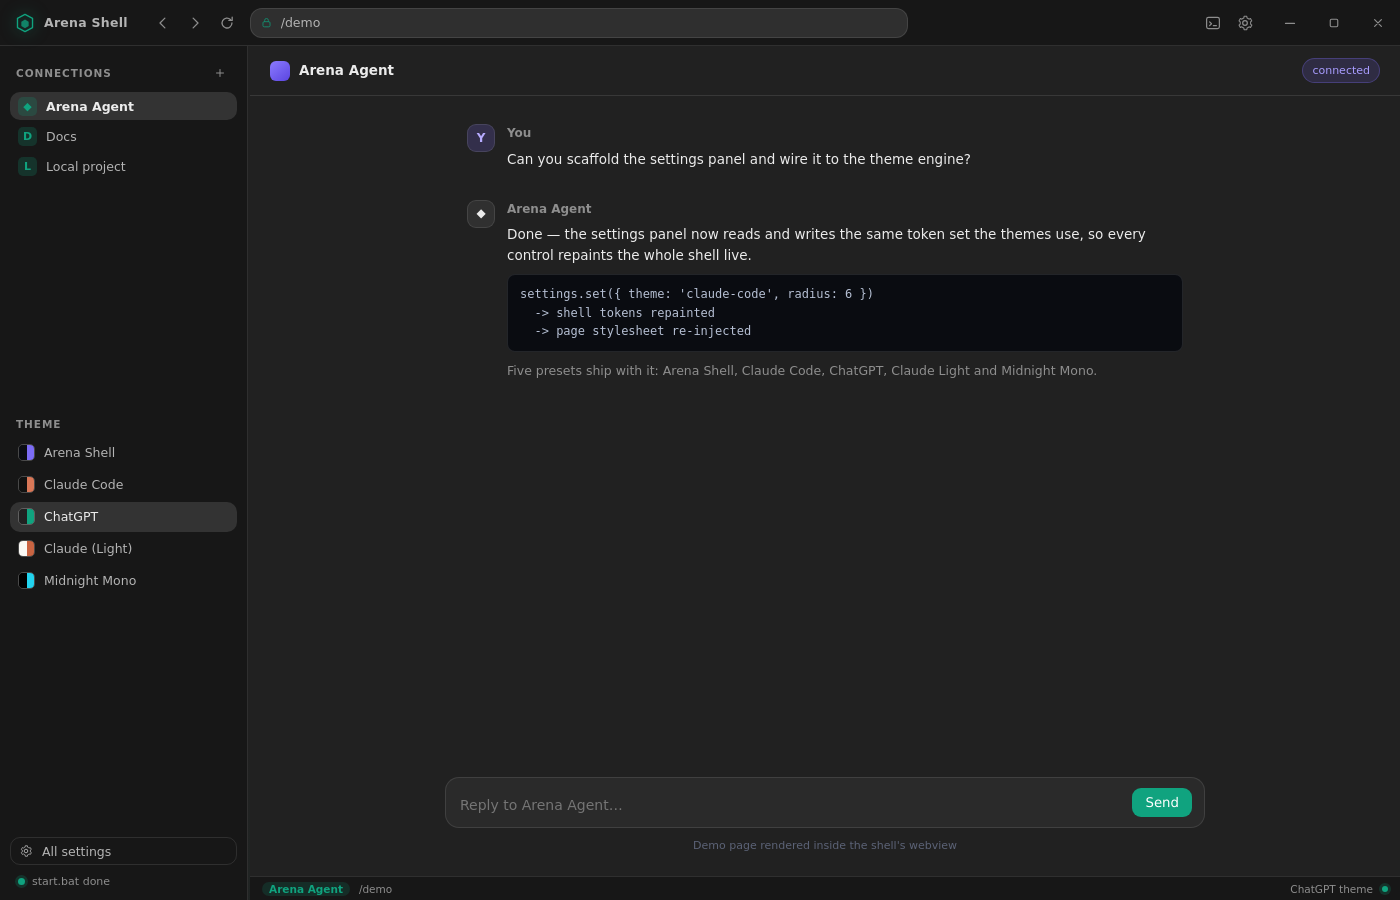 Arena Shell
/demo
CONNECTIONS
+
Arena Agent
D Docs
L Local project
THEME
Arena Shell
Claude Code
ChatGPT
Claude (Light)
Midnight Mono
All settings
start.bat done
Arena Agent
connected
Y You
Can you scaffold the settings panel and wire it to the theme engine?
Arena Agent
Done — the settings panel now reads and writes the same token set the themes use, so every
control repaints the whole shell live.
settings.set({ theme: 'claude-code', radius: 6 })
-> shell tokens repainted
-> page stylesheet re-injected
Five presets ship with it: Arena Shell, Claude Code, ChatGPT, Claude Light and Midnight Mono.
Reply to Arena Agent…
Send
Demo page rendered inside the shell's webview
Arena Agent /demo
ChatGPT theme